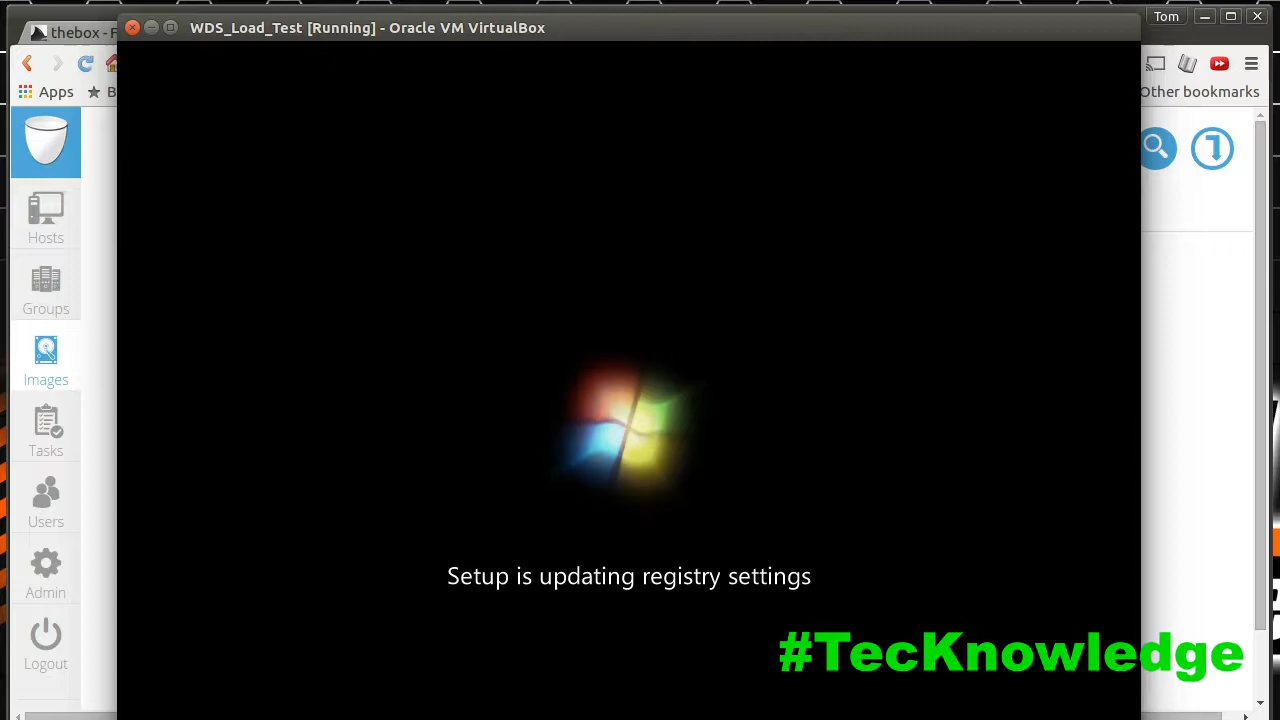 Tom
thebox - F
WDS_Load_Test [Running] - Oracle VM VirtualBox
Apps
B
Other bookmarks
Hosts
Groups
Images
Tasks
Users
Admin
Logout
Setup is updating registry settings
#TecKnowledge